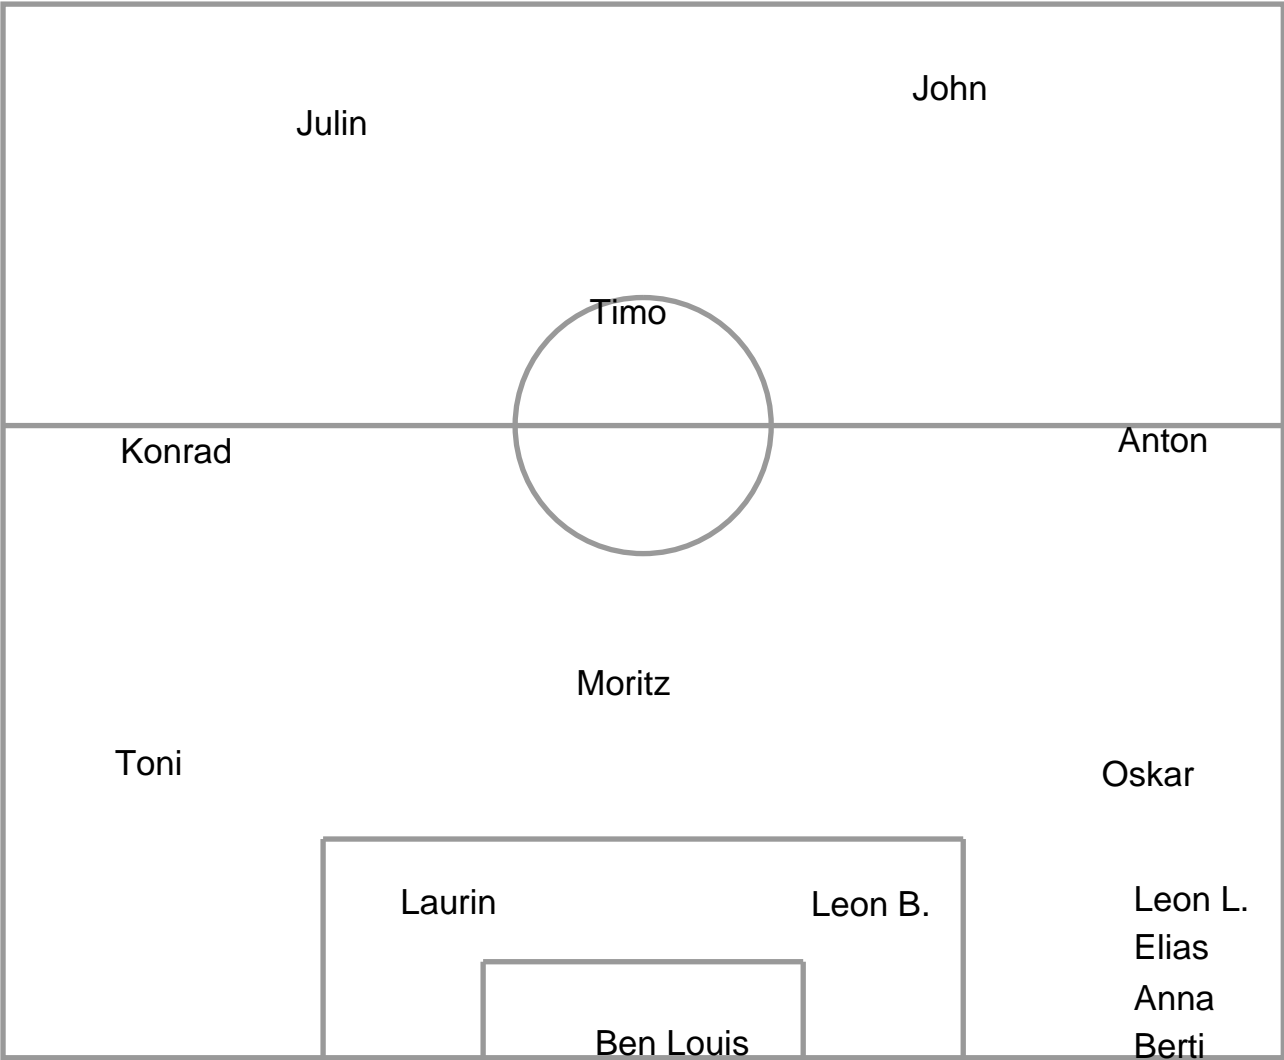 John
Julin
Timo
Konrad
Anton
Moritz
Toni
Oskar
Laurin
Leon B.
Leon L.
Elias
Anna
Ben Louis
Berti